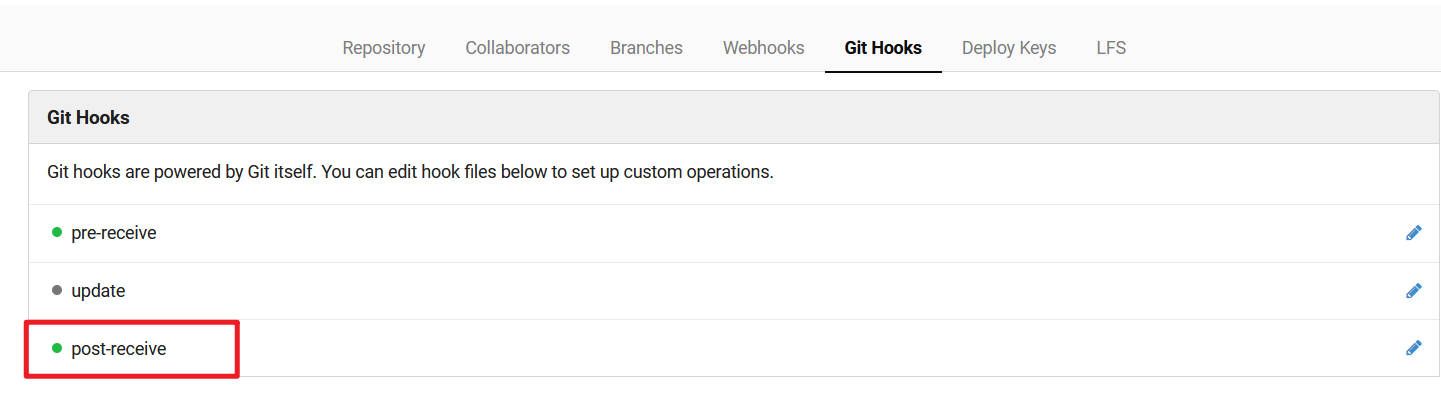 Repository Collaborators Branches Webhooks Git Hooks Deploy Keys LFS
Git Hooks
Git hooks are powered by Git itself. You can edit hook files below to set up custom operations.
pre-receive
update
post-receive